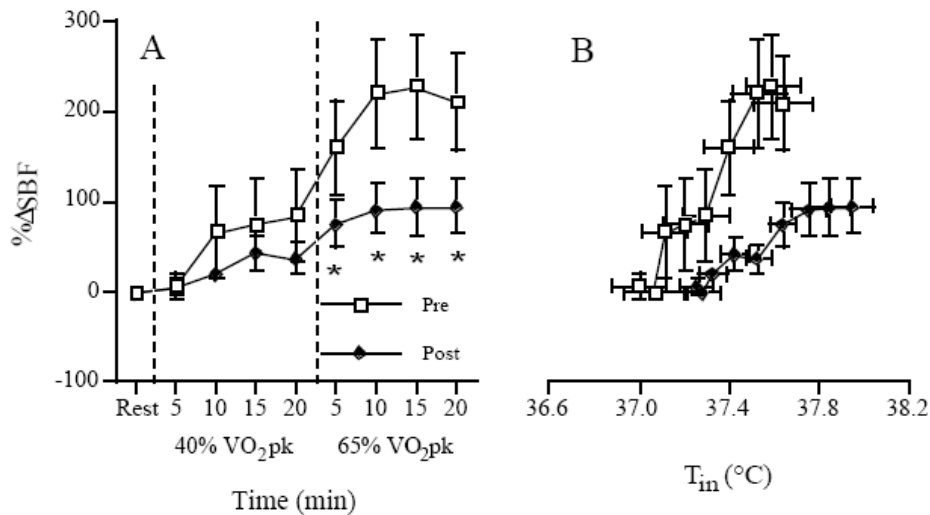 300
A
B
200
%ΔSBF
100
* * * *
0
Pre
Post
-100
Rest 5 10 15 20 5 10 15 20
36.6 37.0 37.4 37.8 38.2
40% VO2pk 65% VO2pk
Tin (°C)
Time (min)